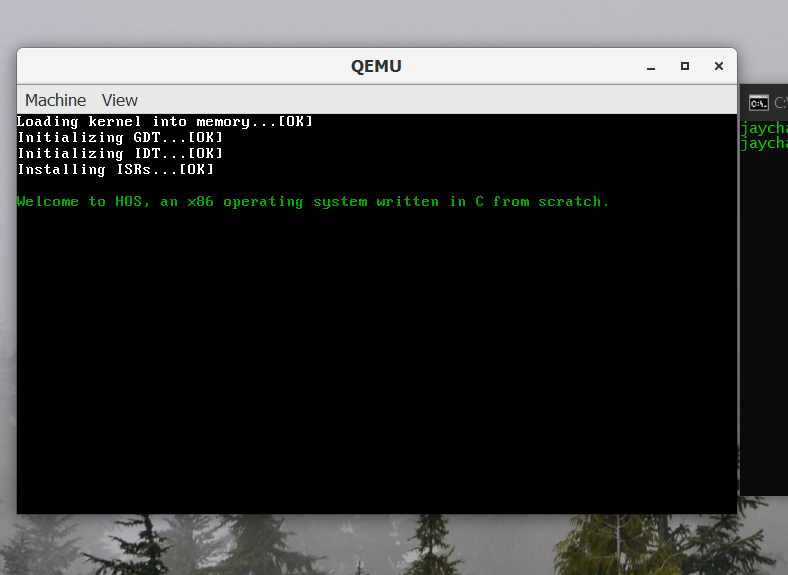 QEMU
Machine View
Loading kernel into memory...[OK]
Initializing GDT...[OK]
Initializing IDT...[OK]
Installing ISRs...[OK]
Welcome to HOS, an x86 operating system written in C from scratch.
C:\
jaycha
jaycha